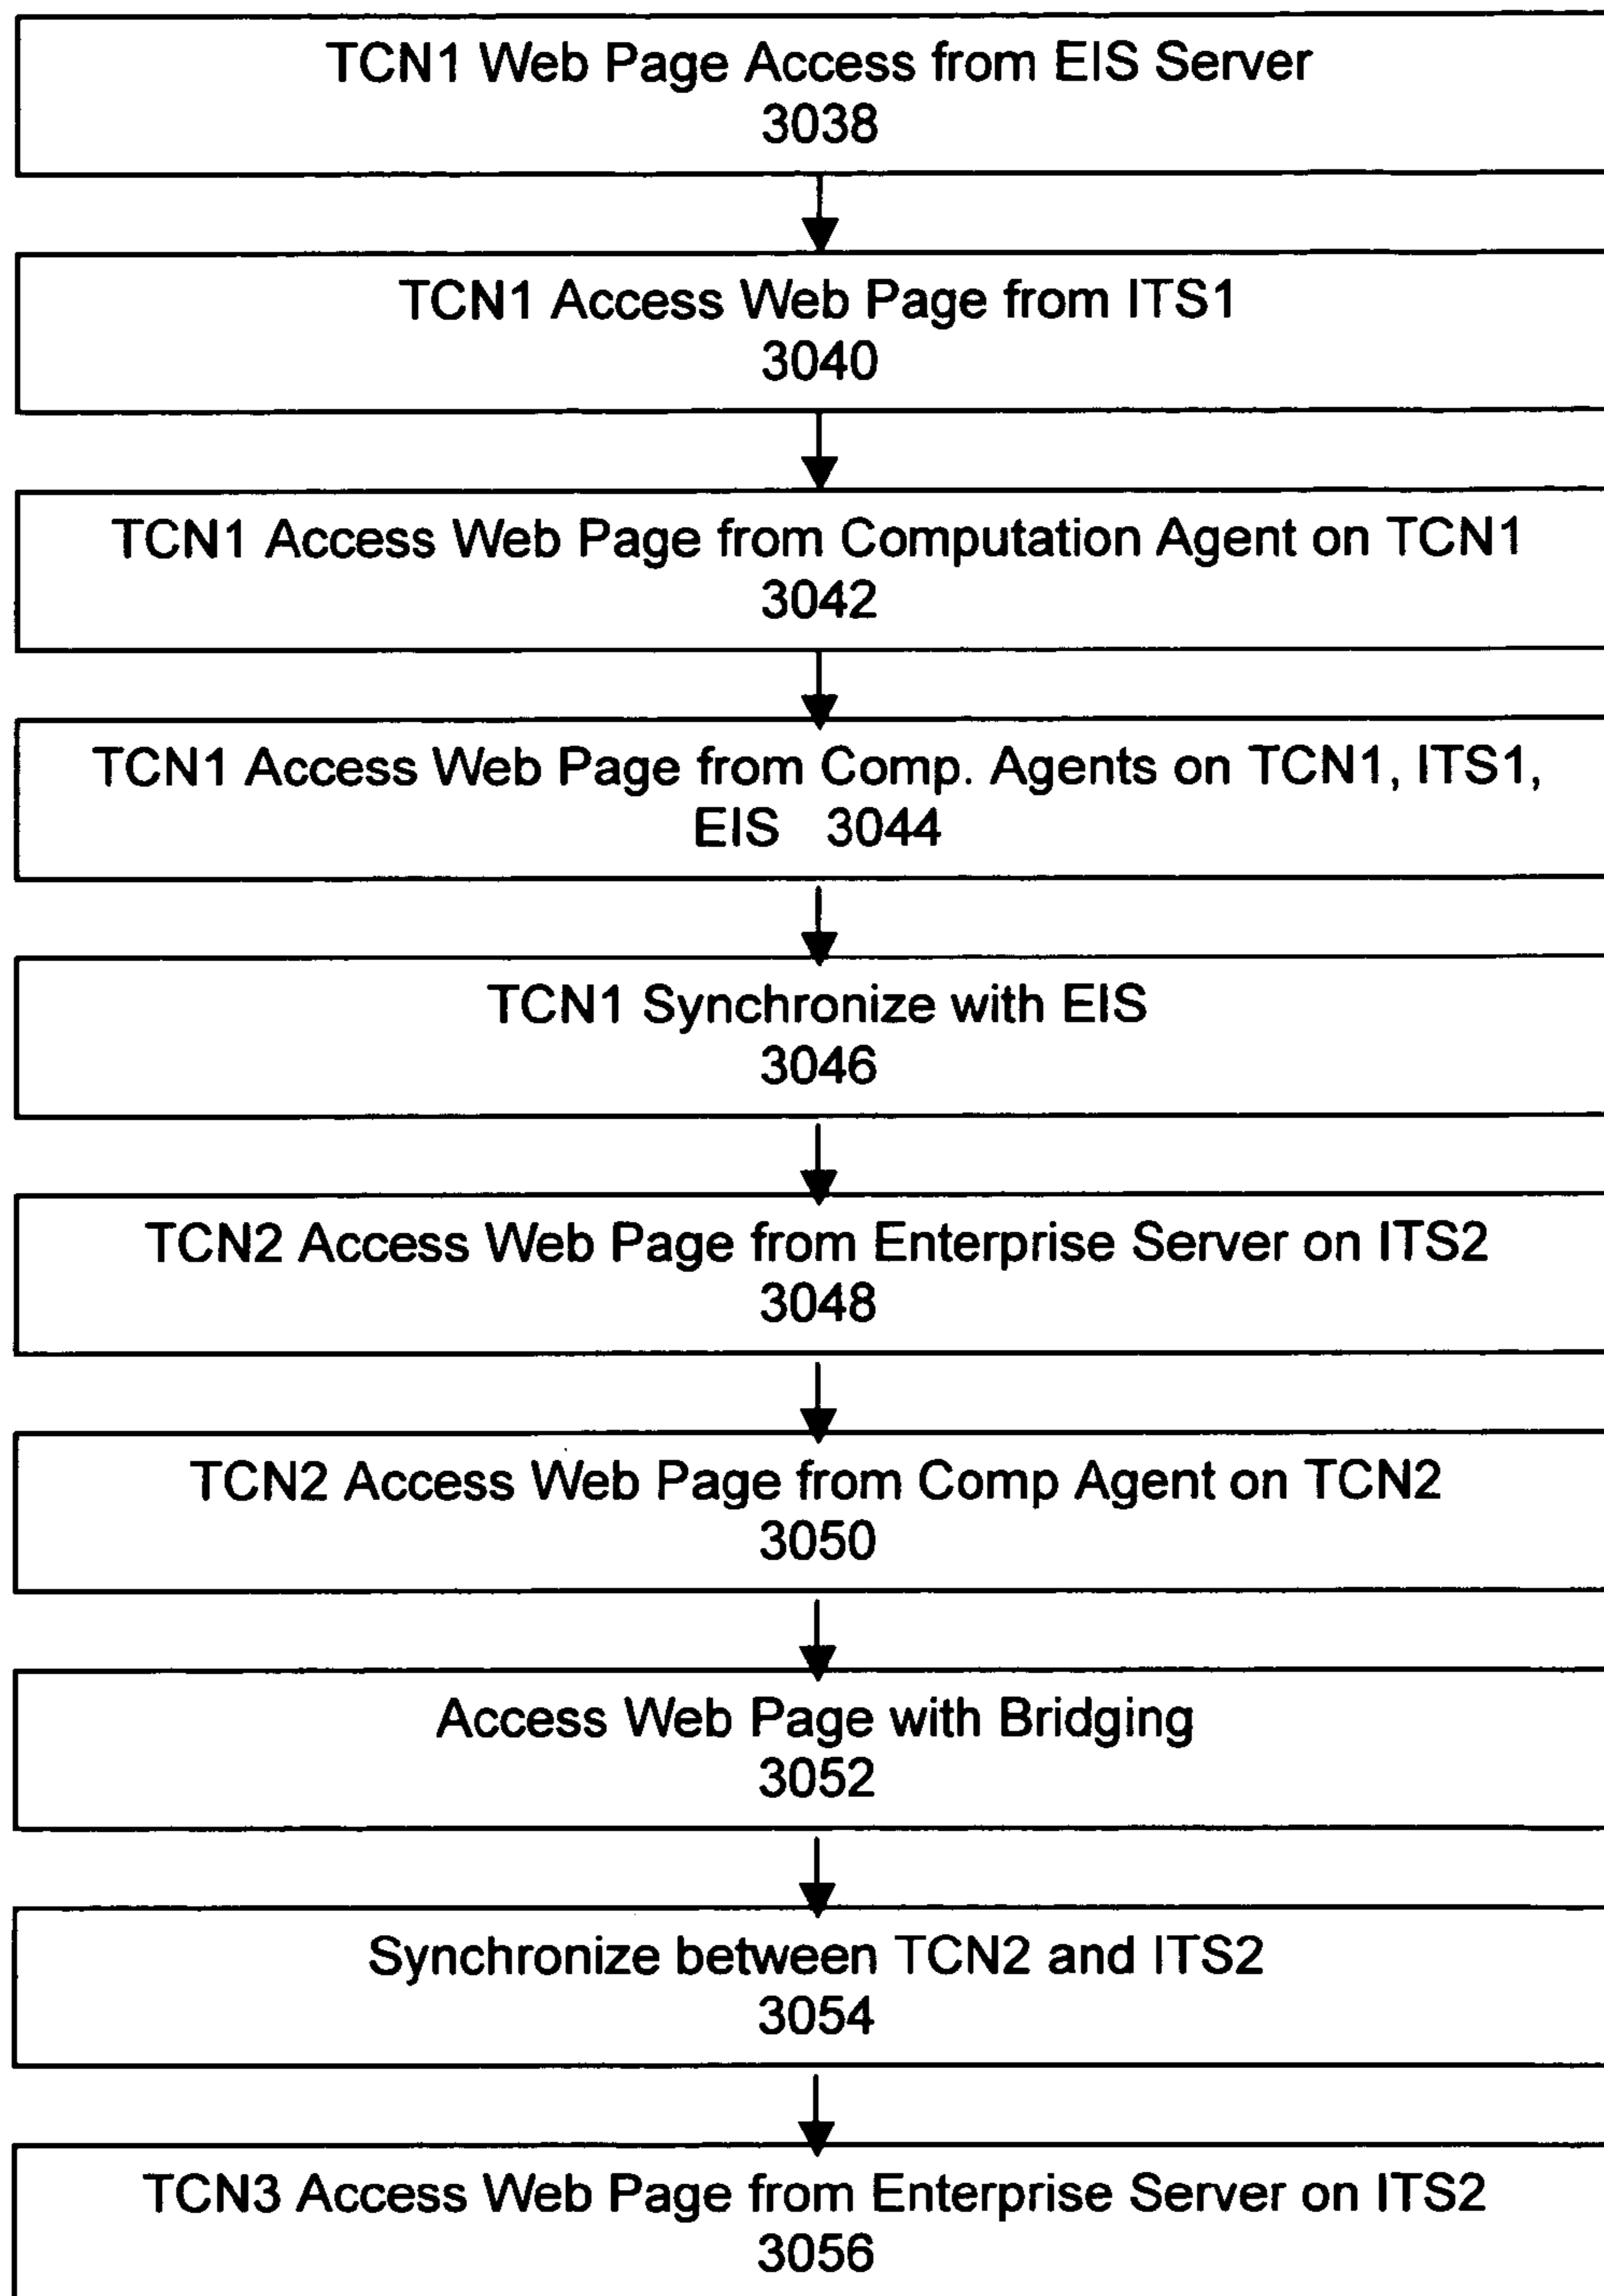 TCN1 Web Page Access from EIS Server
3038
TCN1 Access Web Page from ITS1
3040
TCN1 Access Web Page from Computation Agent on TCN1
3042
TCN1 Access Web Page from Comp. Agents on TCN1, ITS1,
EIS 3044
TCN1 Synchronize with EIS
3046
TCN2 Access Web Page from Enterprise Server on ITS2
3048
TCN2 Access Web Page from Comp Agent on TCN2
3050
Access Web Page with Bridging
3052
Synchronize between TCN2 and ITS2
3054
TCN3 Access Web Page from Enterprise Server on ITS2
3056